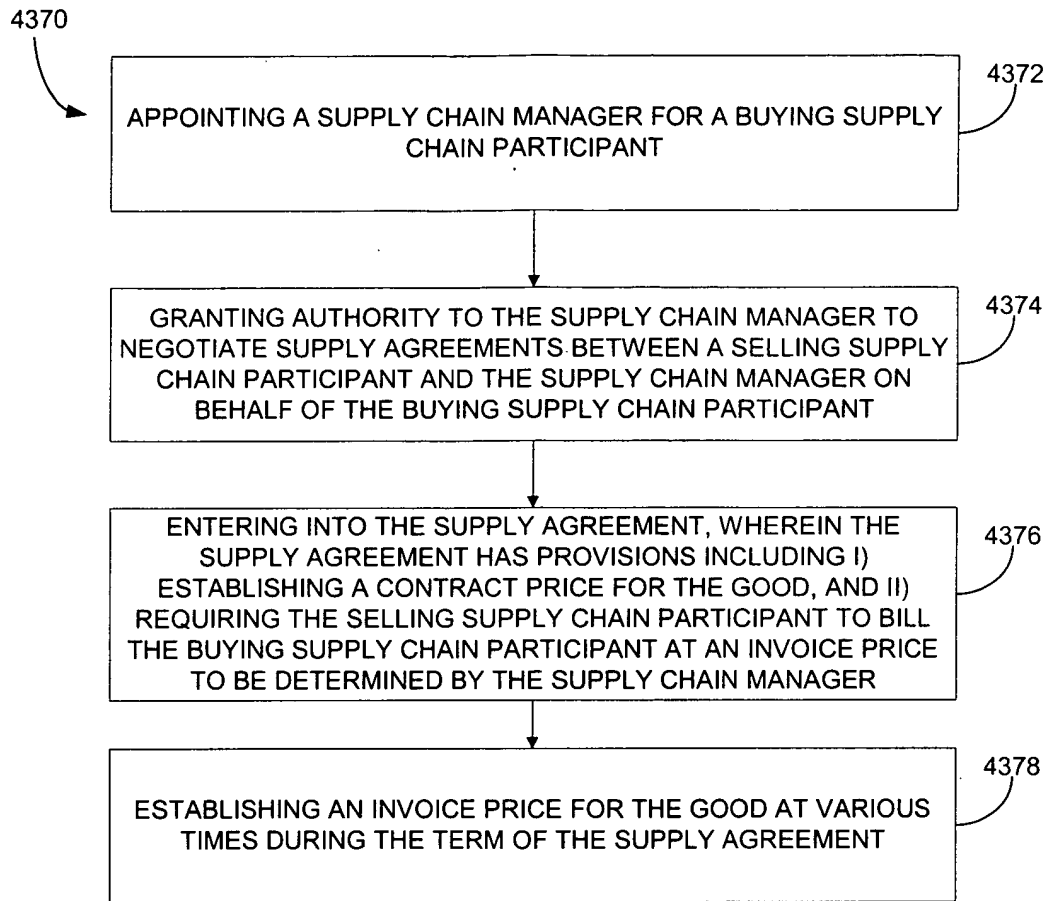 4370
4372
APPOINTING A SUPPLY CHAIN MANAGER FOR A BUYING SUPPLY
CHAIN PARTICIPANT
4374
GRANTING AUTHORITY TO THE SUPPLY CHAIN MANAGER TO
NEGOTIATE SUPPLY AGREEMENTS BETWEEN A SELLING SUPPLY
CHAIN PARTICIPANT AND THE SUPPLY CHAIN MANAGER ON
BEHALF OF THE BUYING SUPPLY CHAIN PARTICIPANT
4376
ENTERING INTO THE SUPPLY AGREEMENT, WHEREIN THE
SUPPLY AGREEMENT HAS PROVISIONS INCLUDING I)
ESTABLISHING A CONTRACT PRICE FOR THE GOOD, AND II)
REQUIRING THE SELLING SUPPLY CHAIN PARTICIPANT TO BILL
THE BUYING SUPPLY CHAIN PARTICIPANT AT AN INVOICE PRICE
TO BE DETERMINED BY THE SUPPLY CHAIN MANAGER
4378
ESTABLISHING AN INVOICE PRICE FOR THE GOOD AT VARIOUS
TIMES DURING THE TERM OF THE SUPPLY AGREEMENT